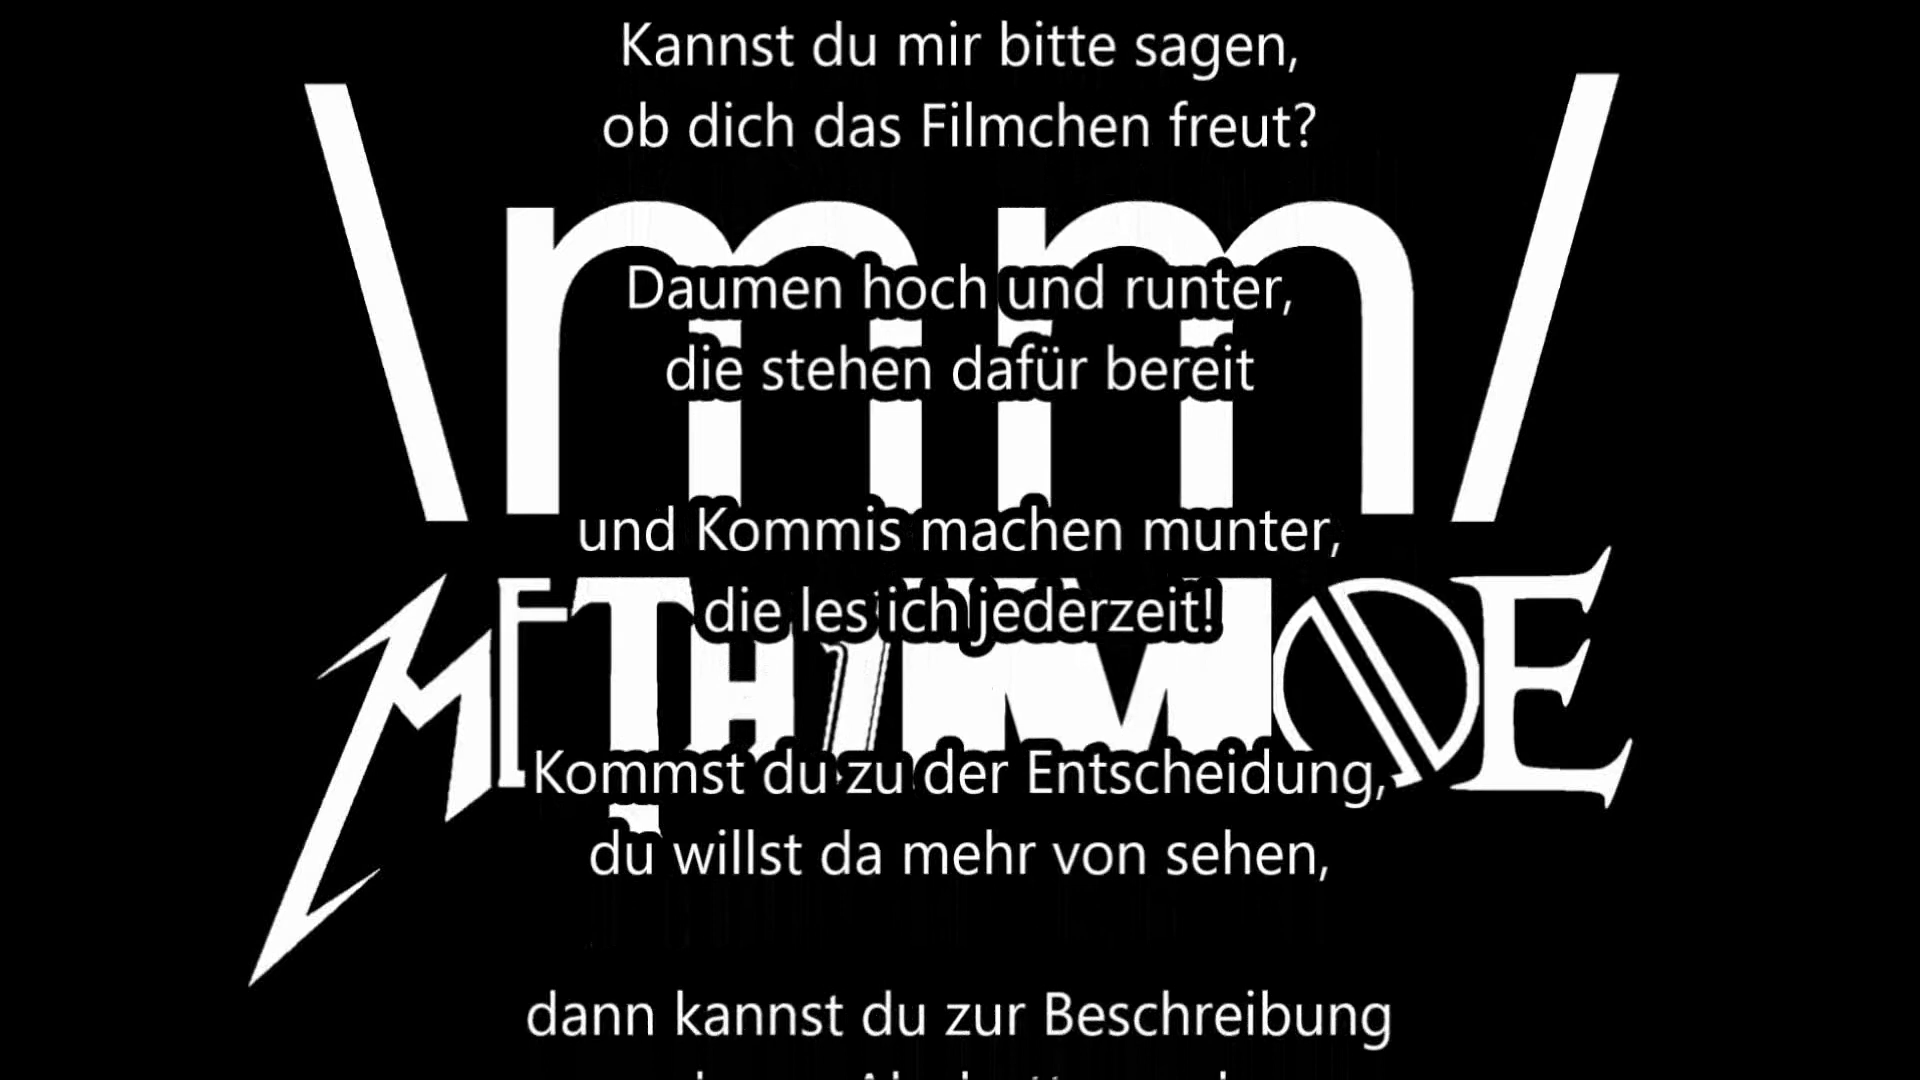 Kannst du mir bitte sagen,
ob dich das Filmchen freut?
\mm/
Daumen hoch und runter,
die stehen dafür bereit
und Kommis machen munter,
die les ich jederzeit!
Kommst du zu der Entscheidung,
du willst da mehr von sehen,
dann kannst du zur Beschreibung